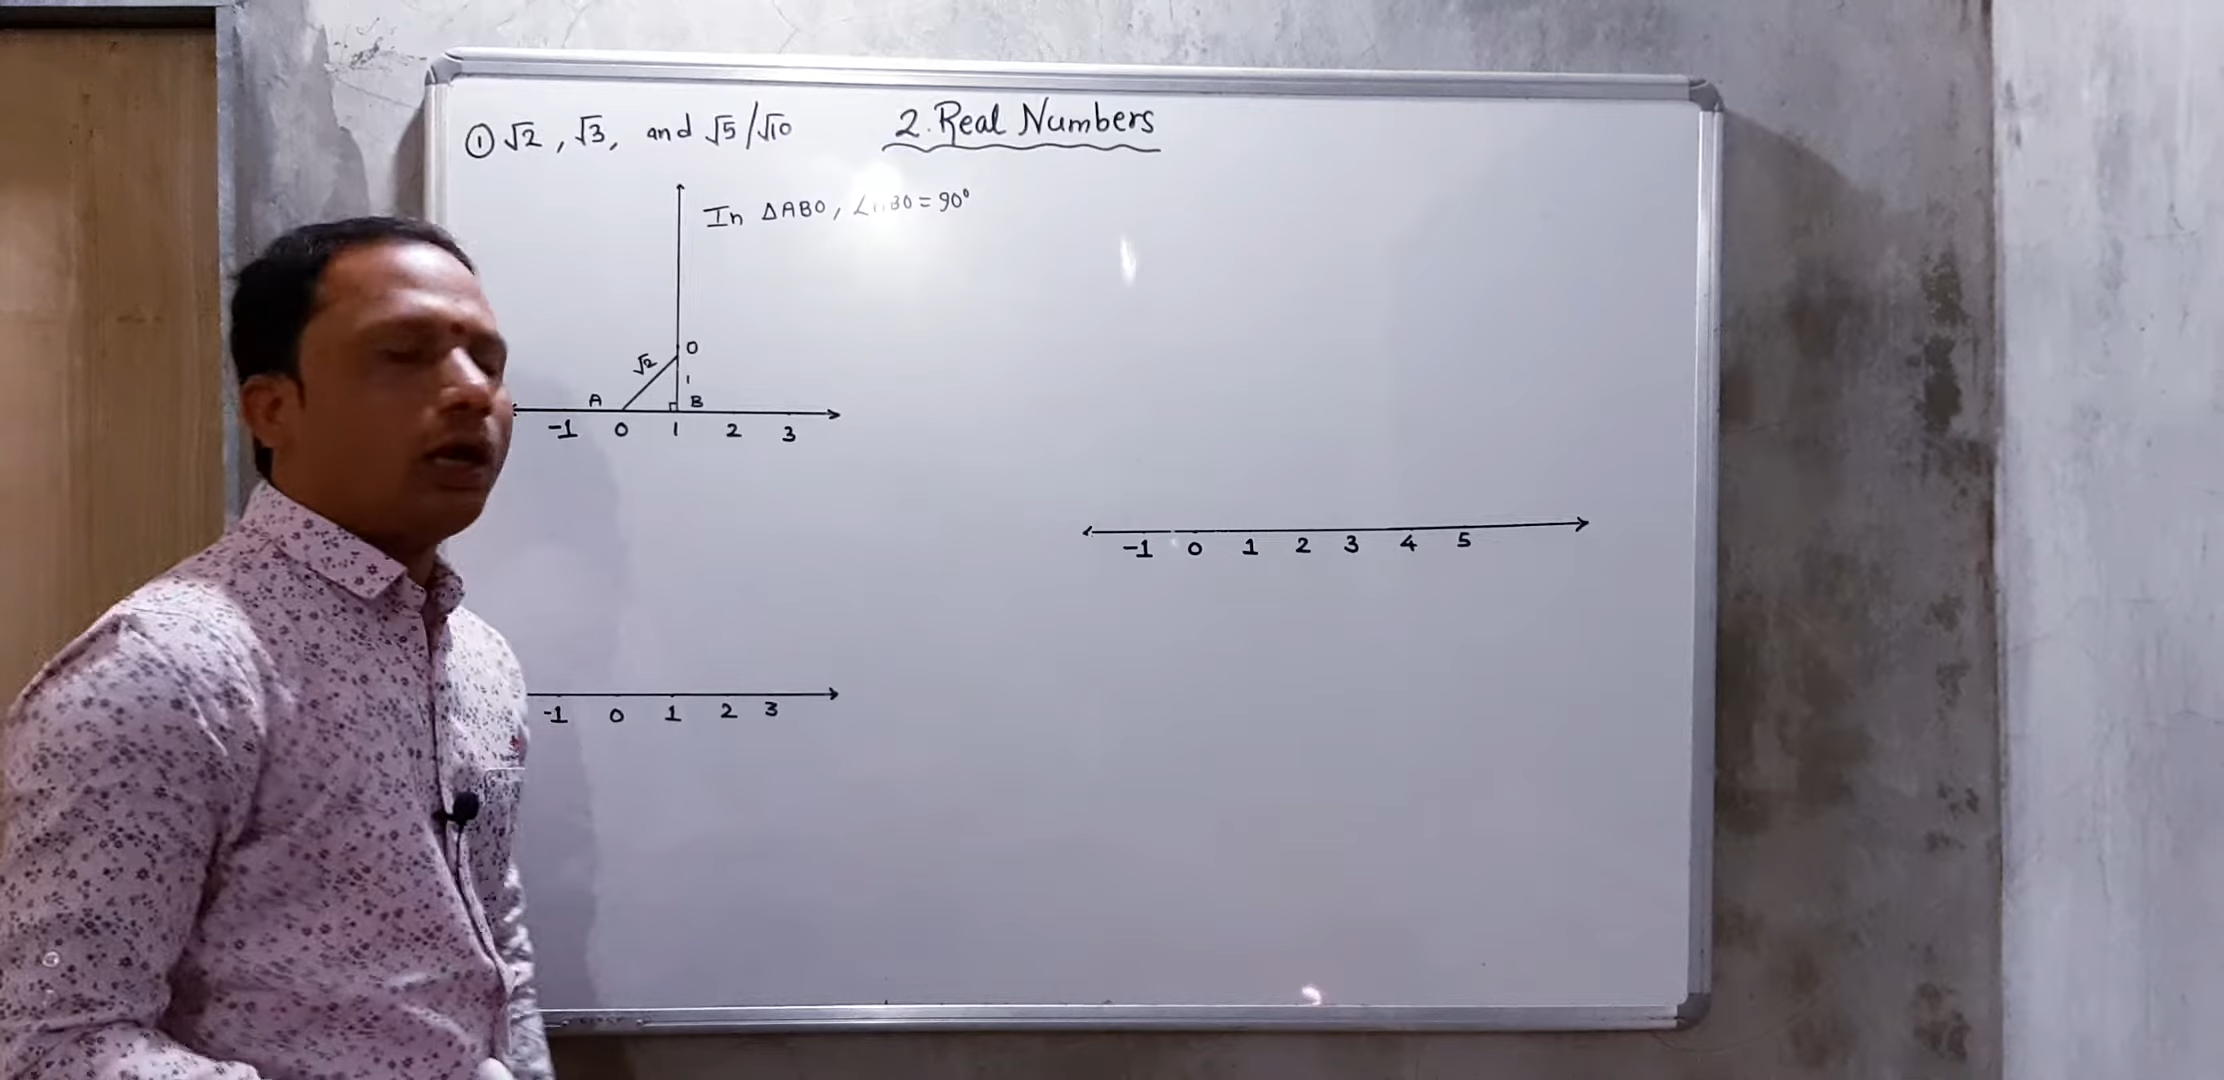 ① √2, √3, and √5/√10
2. Real Numbers
In ΔABO, = 90°
O
√2
1
A
B
-1 0 1 2 3
-1 0 1 2 3 4 5
-1 0 1 2 3